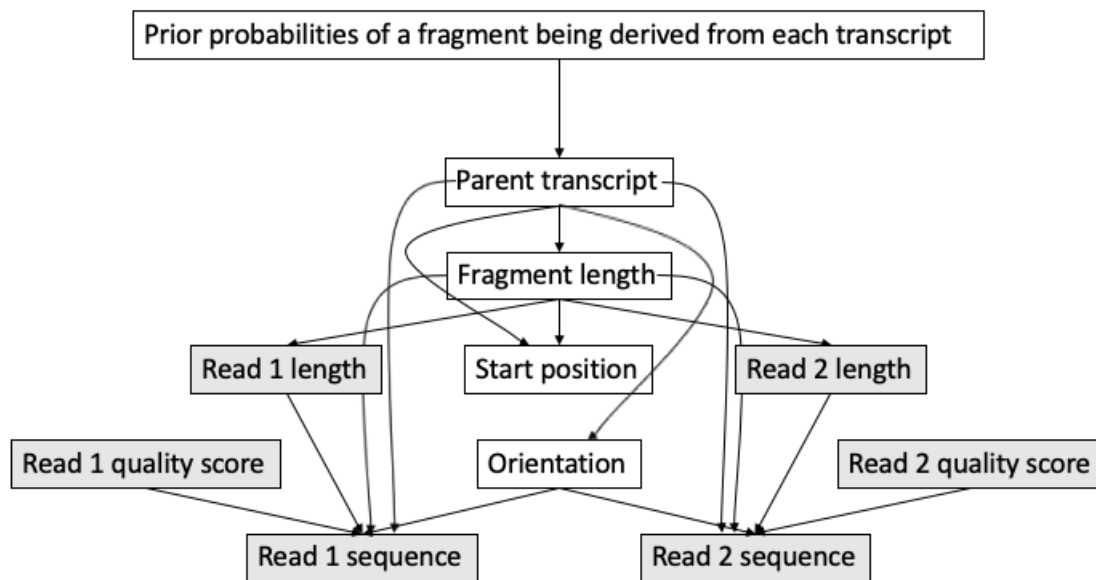 Prior probabilities of a fragment being derived from each transcript
Parent transcript
Fragment length
Read 1 length
Start position
Read 2 length
Read 1 quality score
Orientation
Read 2 quality score
Read 1 sequence
Read 2 sequence